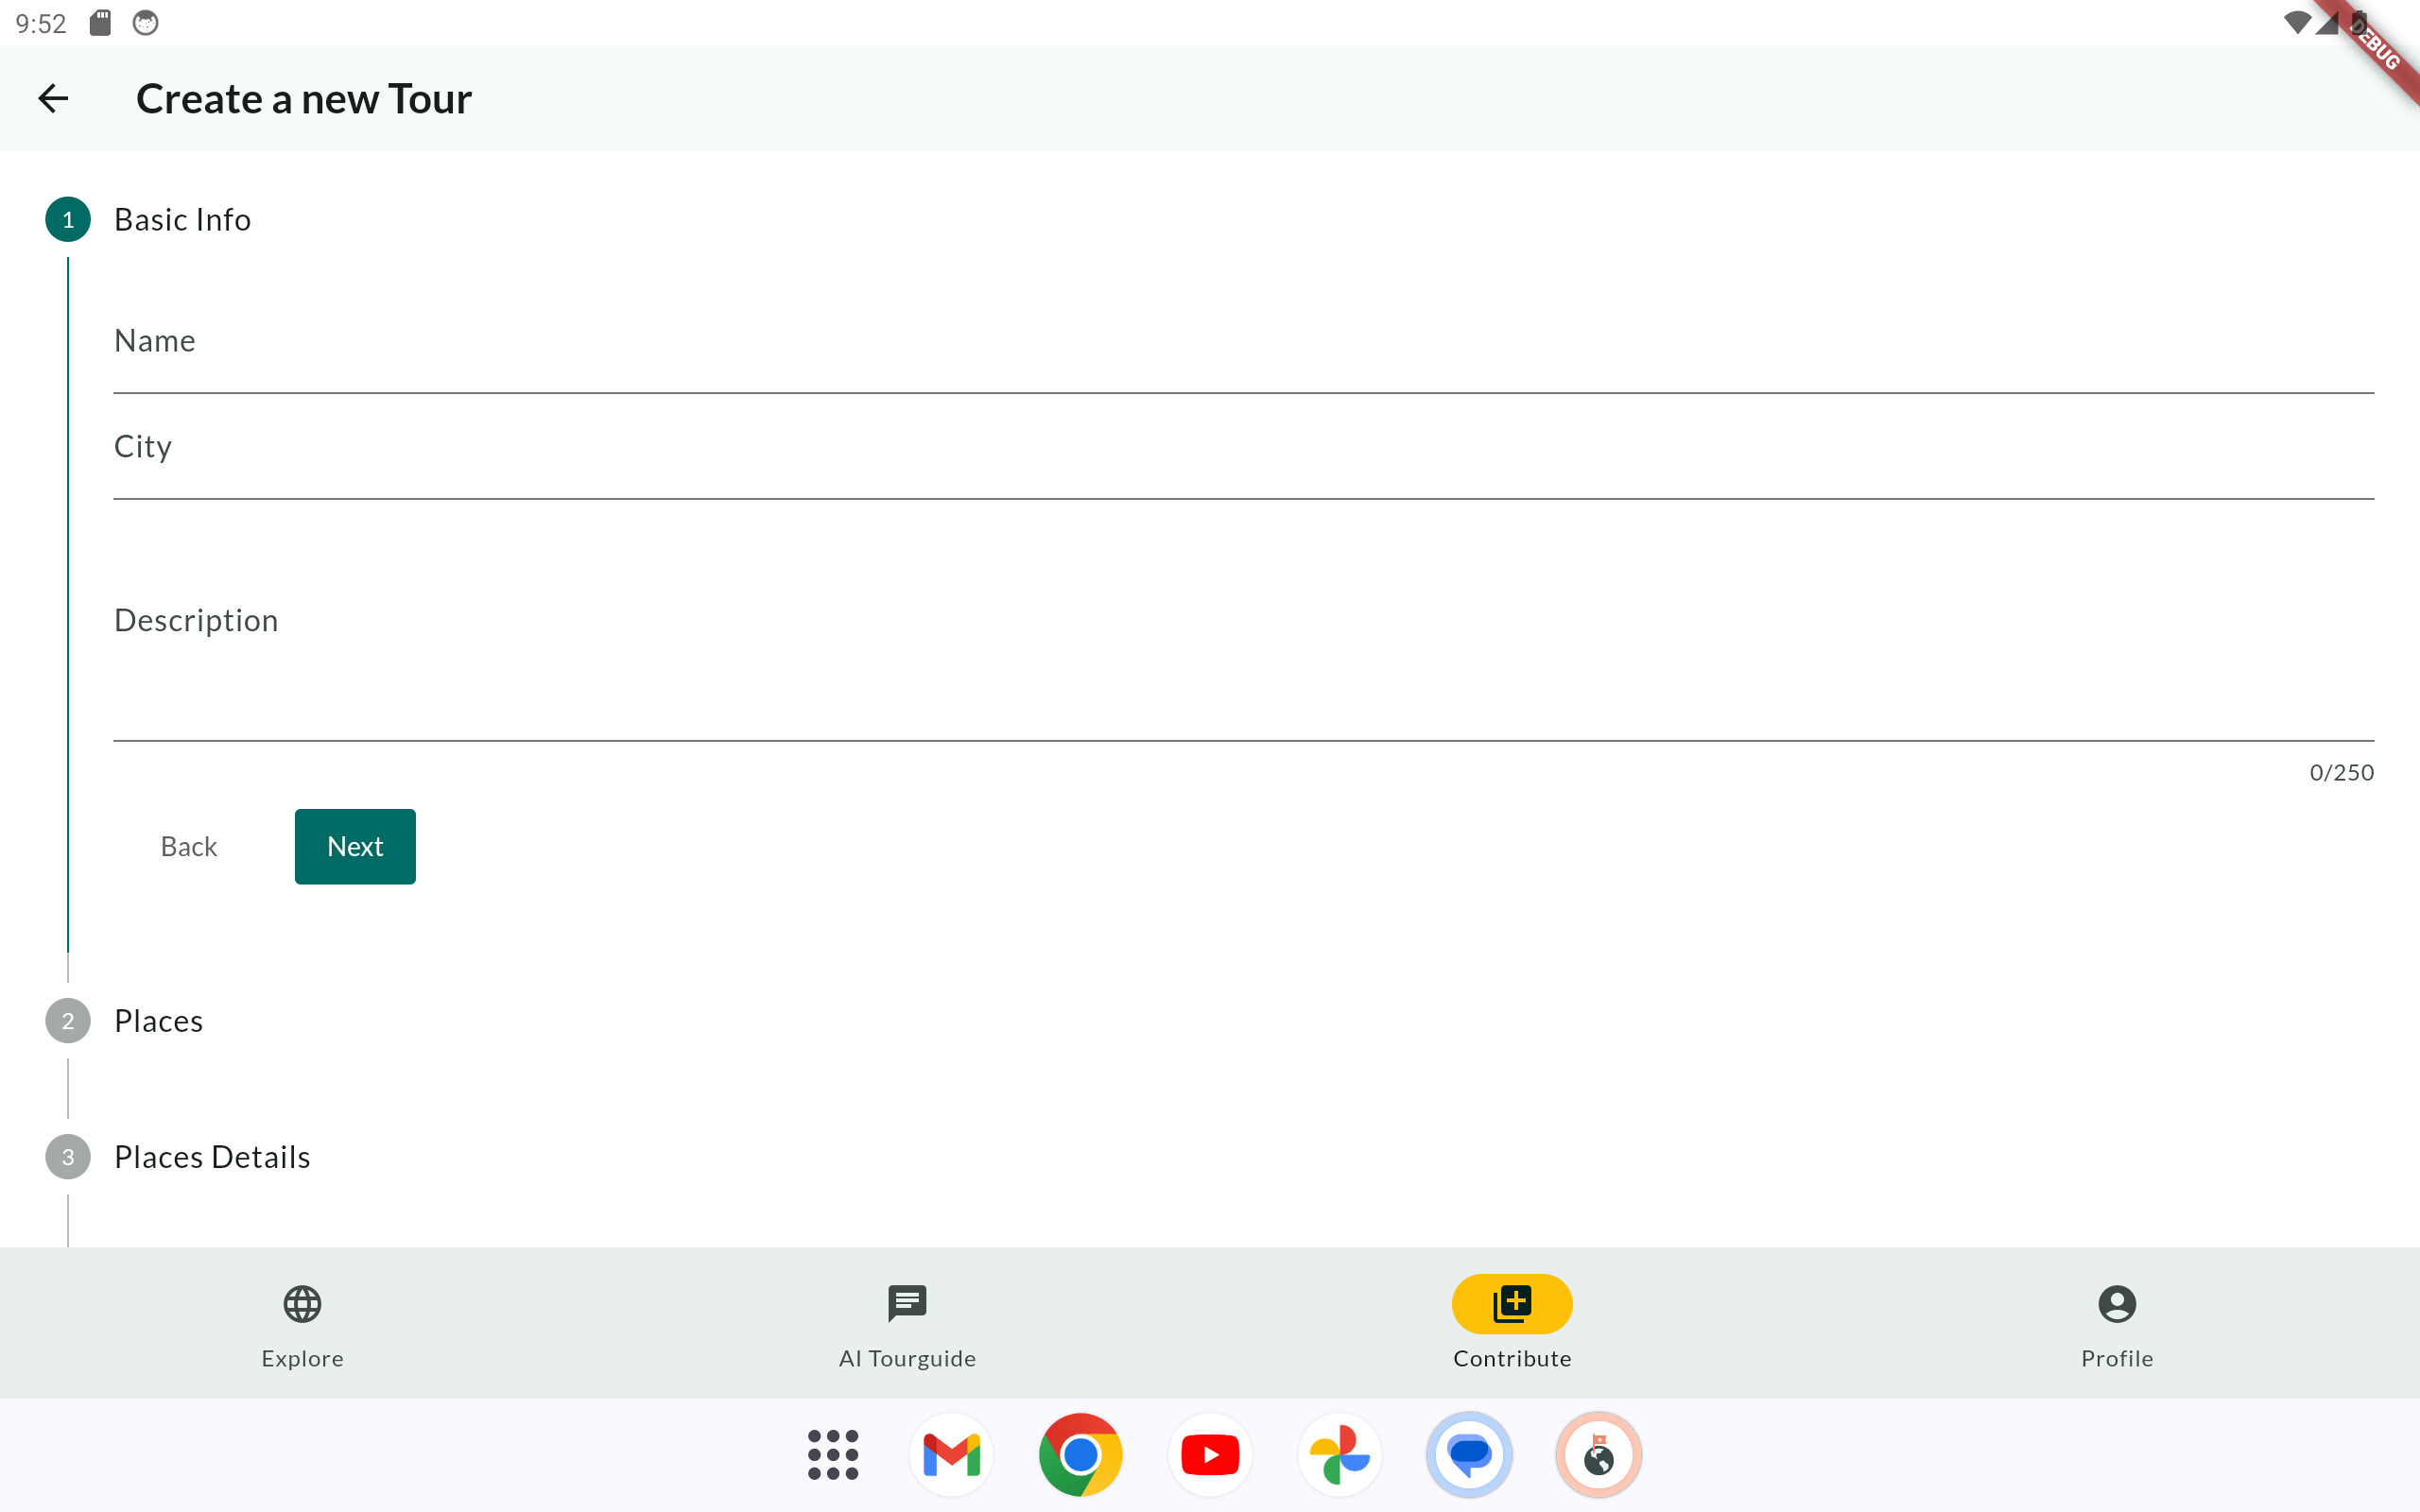 9:52
DEBUG
Create a new Tour
1 Basic Info
Name
City
Description
0/250
Back Next
2 Places
3 Places Details
Explore AI Tourguide Contribute Profile